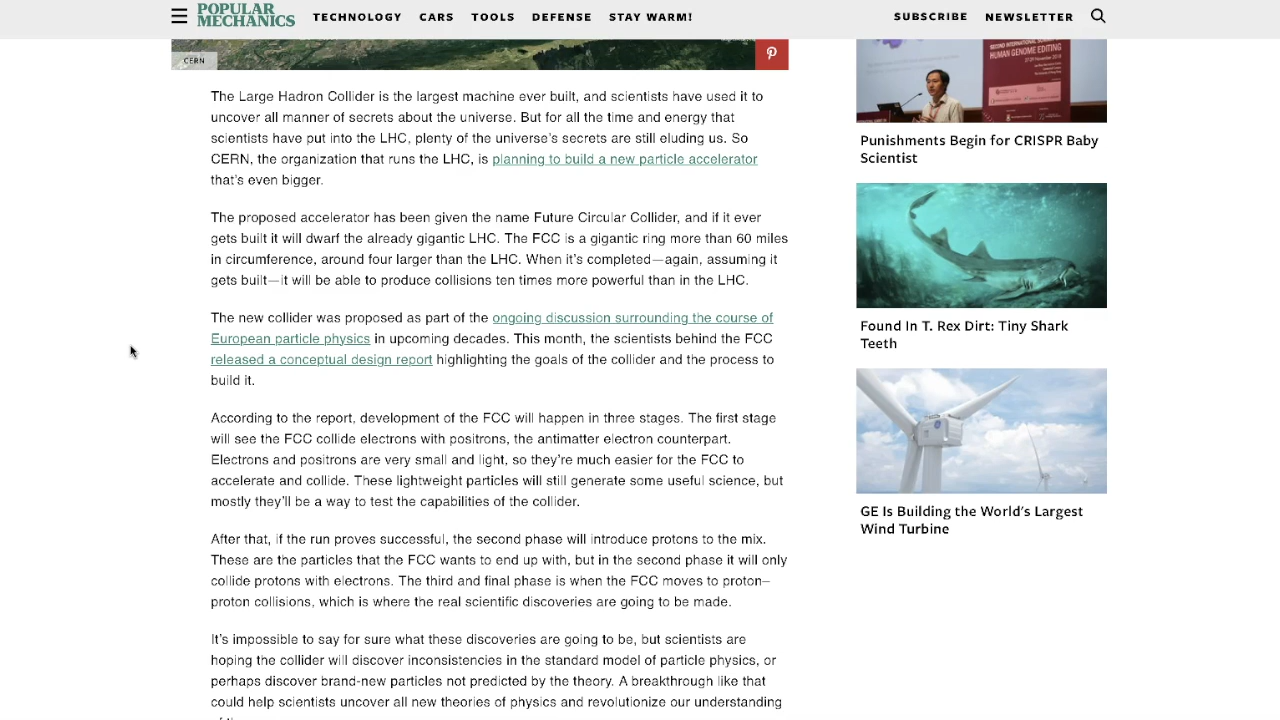 POPULAR
MECHANICS
TECHNOLOGY CARS TOOLS DEFENSE STAY WARM!
SUBSCRIBE NEWSLETTER
CERN
The Large Hadron Collider is the largest machine ever built, and scientists have used it to
uncover all manner of secrets about the universe. But for all the time and energy that
scientists have put into the LHC, plenty of the universe's secrets are still eluding us. So
CERN, the organization that runs the LHC, is planning to build a new particle accelerator
that's even bigger.
The proposed accelerator has been given the name Future Circular Collider, and if it ever
gets built it will dwarf the already gigantic LHC. The FCC is a gigantic ring more than 60 miles
in circumference, around four larger than the LHC. When it's completed—again, assuming it
gets built—it will be able to produce collisions ten times more powerful than in the LHC.
The new collider was proposed as part of the ongoing discussion surrounding the course of
European particle physics in upcoming decades. This month, the scientists behind the FCC
released a conceptual design report highlighting the goals of the collider and the process to
build it.
According to the report, development of the FCC will happen in three stages. The first stage
will see the FCC collide electrons with positrons, the antimatter electron counterpart.
Electrons and positrons are very small and light, so they're much easier for the FCC to
accelerate and collide. These lightweight particles will still generate some useful science, but
mostly they'll be a way to test the capabilities of the collider.
After that, if the run proves successful, the second phase will introduce protons to the mix.
These are the particles that the FCC wants to end up with, but in the second phase it will only
collide protons with electrons. The third and final phase is when the FCC moves to proton–
proton collisions, which is where the real scientific discoveries are going to be made.
It's impossible to say for sure what these discoveries are going to be, but scientists are
hoping the collider will discover inconsistencies in the standard model of particle physics, or
perhaps discover brand-new particles not predicted by the theory. A breakthrough like that
could help scientists uncover all new theories of physics and revolutionize our understanding
HUMAN GENOME EDITING
Punishments Begin for CRISPR Baby
Scientist
Found In T. Rex Dirt: Tiny Shark
Teeth
GE Is Building the World's Largest
Wind Turbine